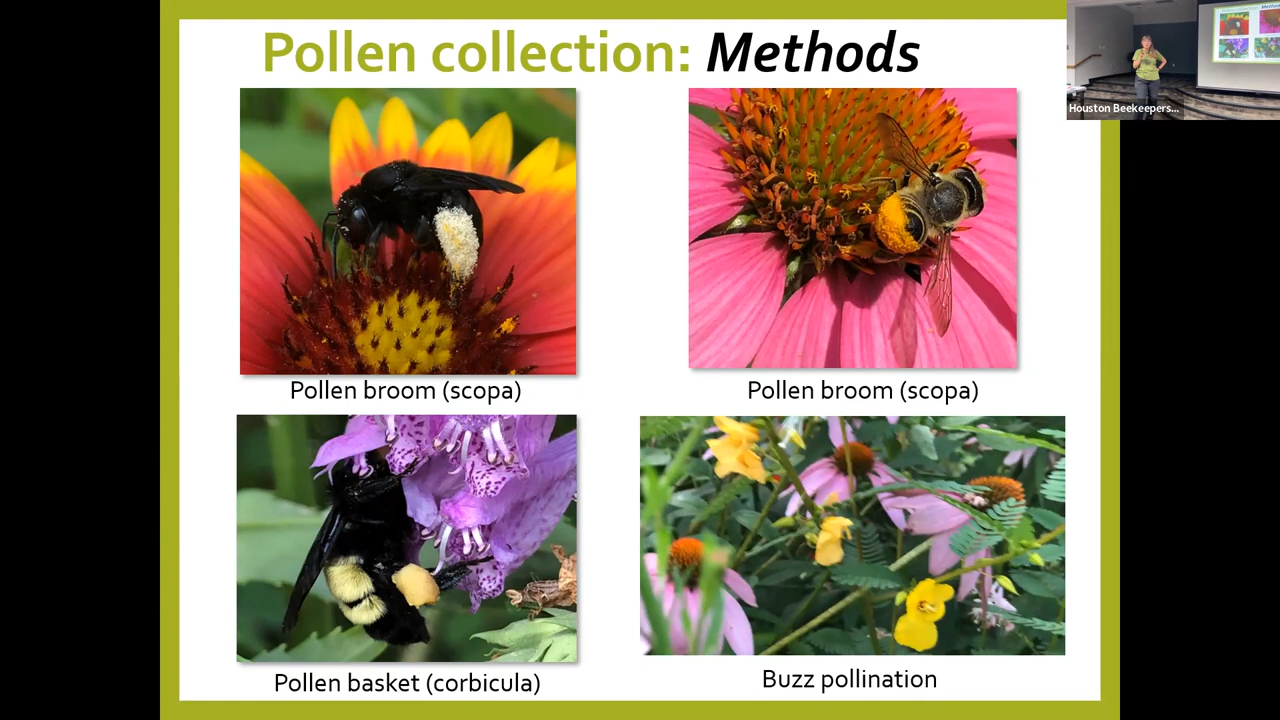 Pollen collection: Methods
Houston Beekeepers...
Pollen broom (scopa)
Pollen broom (scopa)
Pollen basket (corbicula)
Buzz pollination